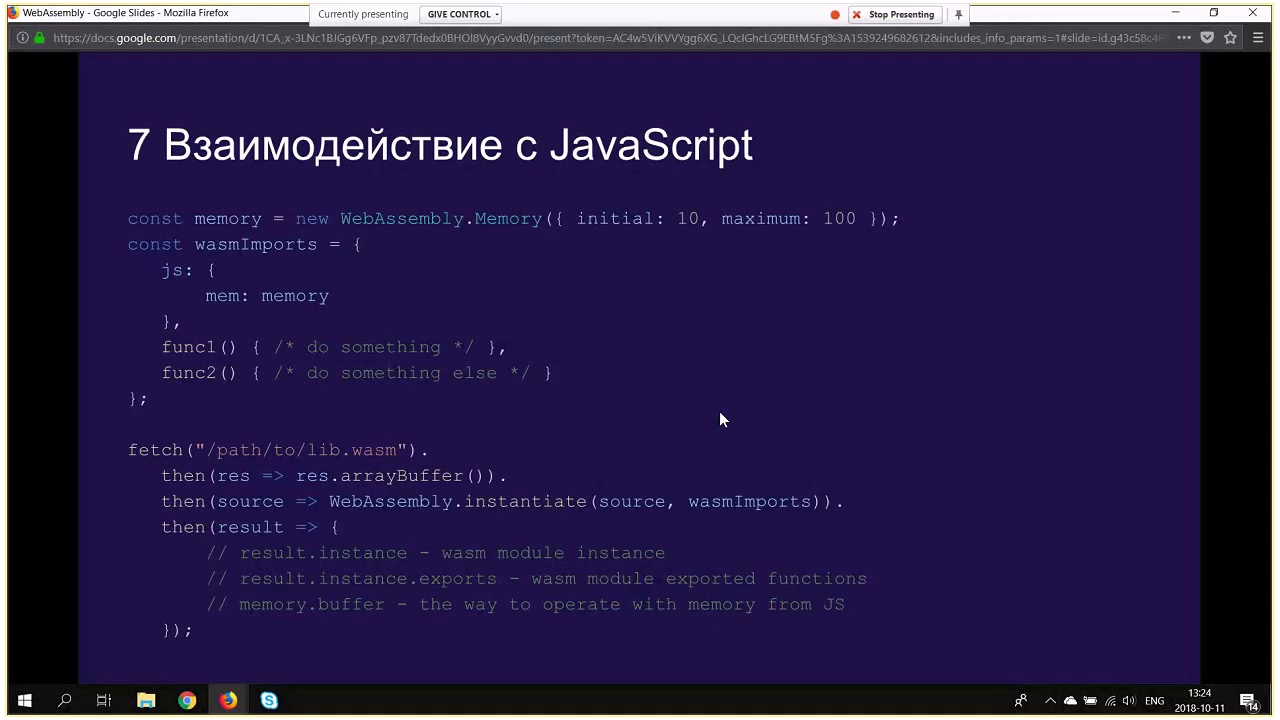 WebAssembly - Google Slides - Mozilla Firefox
Currently presenting
GIVE CONTROL
Stop Presenting
7 Взаимодействие с JavaScript
const memory = new WebAssembly.Memory({ initial: 10, maximum: 100 });
const wasmImports = {
js: {
mem: memory
},
func1() { /* do something */ },
func2() { /* do something else */ }
};
fetch("/path/to/lib.wasm").
then(res => res.arrayBuffer()).
then(source => WebAssembly.instantiate(source, wasmImports)).
then(result => {
// result.instance - wasm module instance
// result.instance.exports - wasm module exported functions
// memory.buffer - the way to operate with memory from JS
});
ENG
13:24
2018-10-11
14